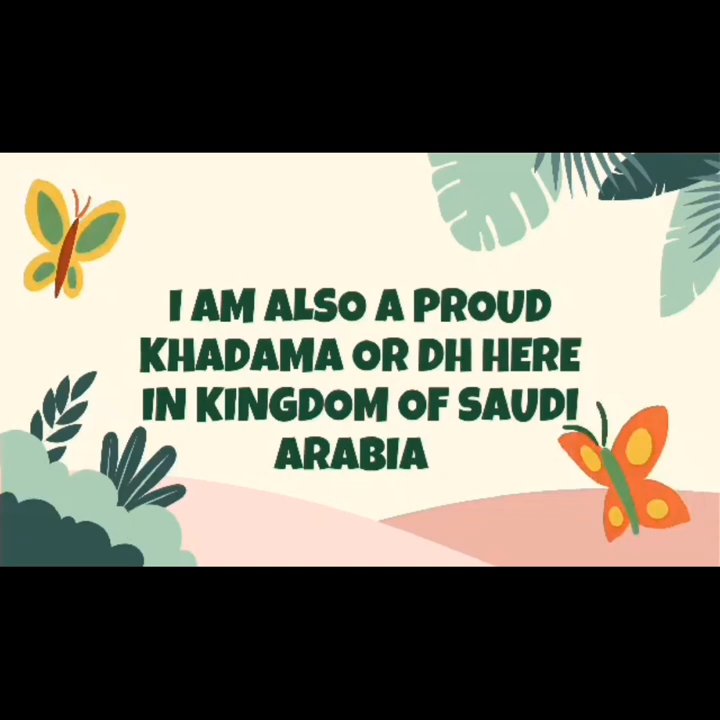 I AM ALSO A PROUD
KHADAMA OR DH HERE
IN KINGDOM OF SAUDI
ARABIA